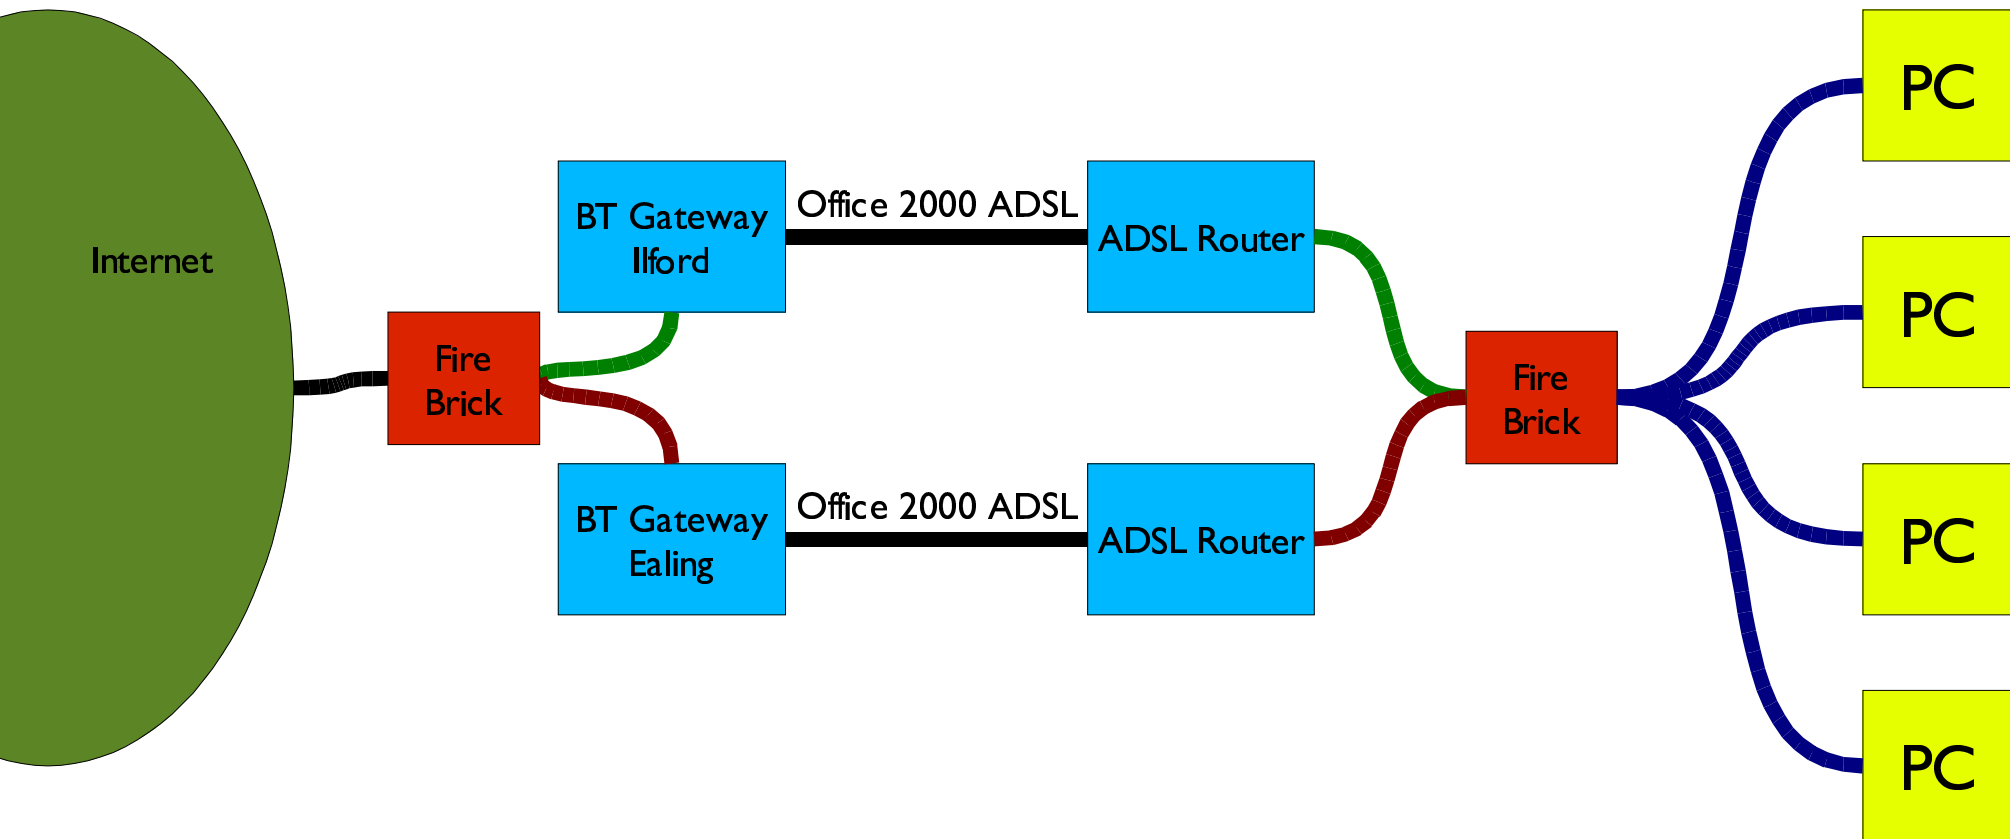 Internet
Fire
Brick
BT Gateway
Ilford
Office 2000 ADSL
ADSL Router
BT Gateway
Ealing
Office 2000 ADSL
ADSL Router
Fire
Brick
PC
PC
PC
PC